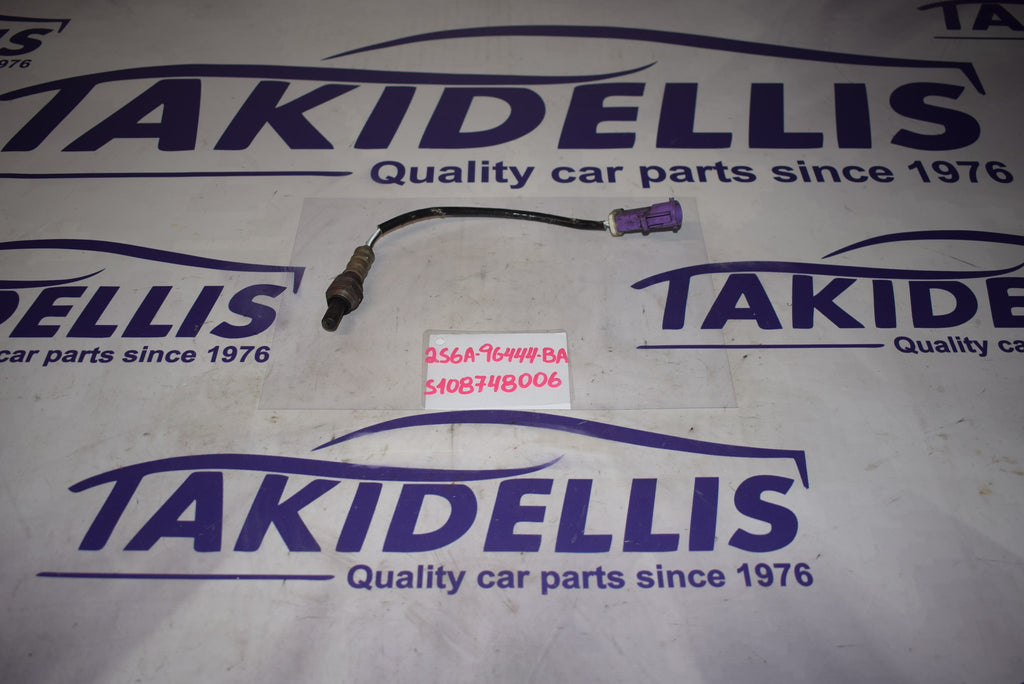 1976
TAKIDELLIS
Quality car parts since 1976
DELLIS
car parts since 1976
TAKIDE
Quality ca
2S6A-9G444-BA
S108748006
TAKIDELLIS
Quality car parts since 1976